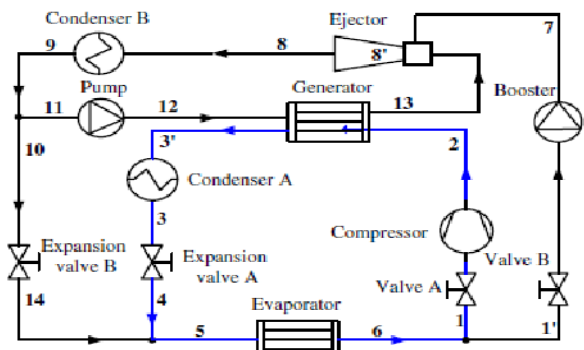 Condenser B
Ejector
9
8
8'
7
Pump
Generator
11
12
13
Booster
3'
2
10
Condenser A
3
Compressor
Expansion
valve B
Expansion
valve A
Valve A
Valve B
14
4
Evaporator
5
6
1
1'